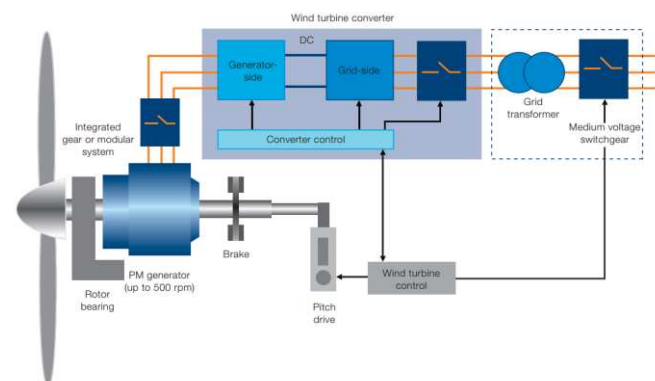 Wind turbine converter
DC
Generator-
side
Grid-side
Grid
transformer
Integrated
gear or modular
system
Converter control
Medium voltage
switchgear
Brake
PM generator
(up to 500 rpm)
Rotor
bearing
Wind turbine
control
Pitch
drive